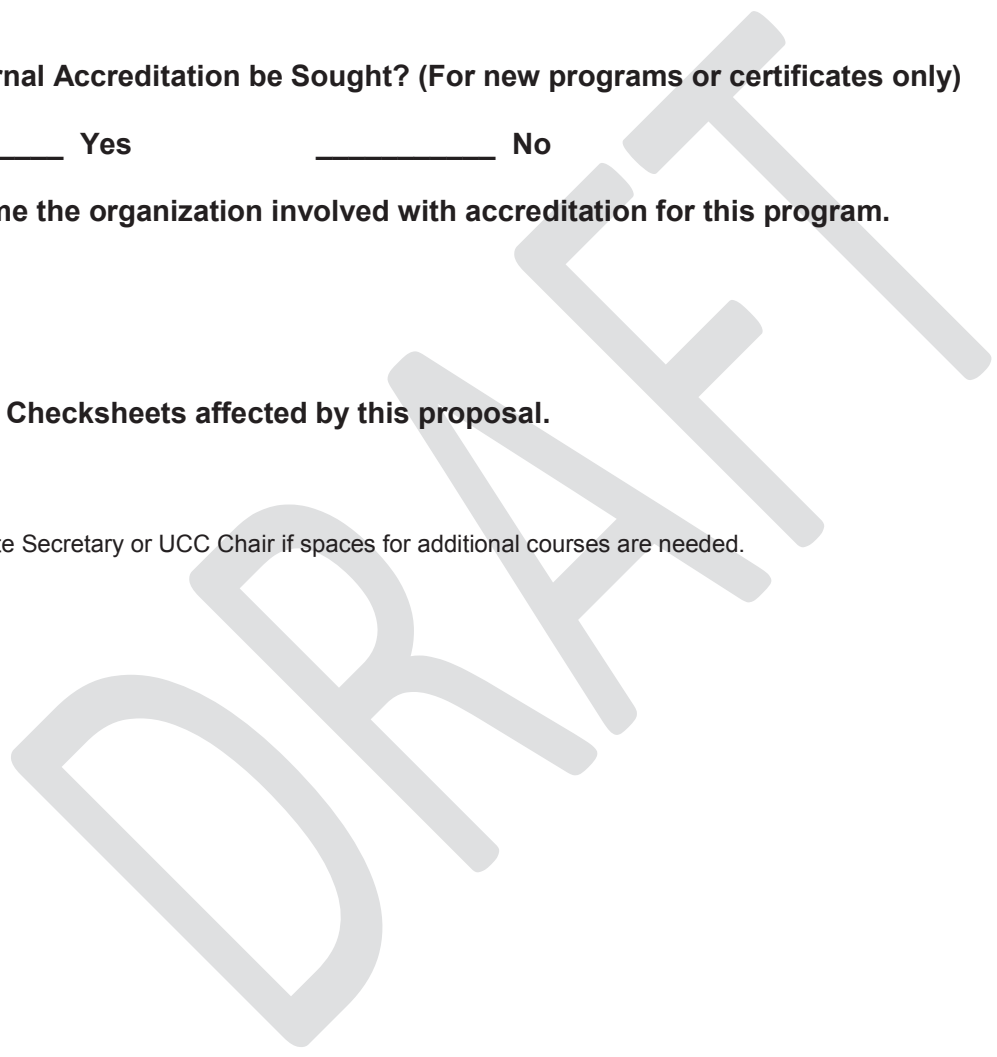 rnal Accreditation be Sought? (For new programs or certificates only)
____ Yes ___________ No
me the organization involved with accreditation for this program.
Checksheets affected by this proposal.
te Secretary or UCC Chair if spaces for additional courses are needed.
DRAFT